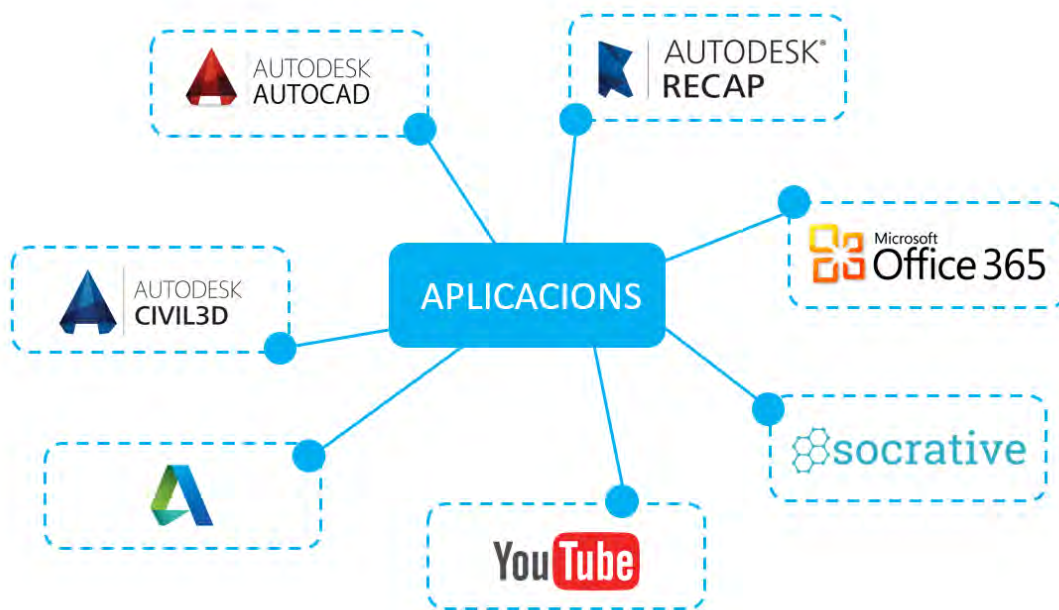 AUTODESK
AUTOCAD
AUTODESK®
RECAP
Microsoft
Office 365
AUTODESK
CIVIL3D
APLICACIONS
socrative
YouTube